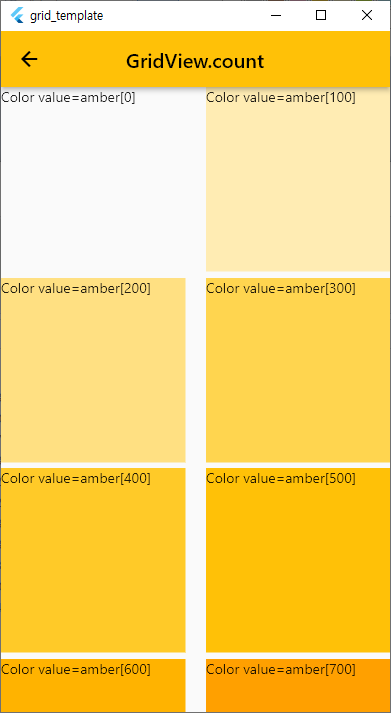 grid_template
GridView.count
Color value=amber[0]
Color value=amber[100]
Color value=amber[200]
Color value=amber[300]
Color value=amber[400]
Color value=amber[500]
Color value=amber[600]
Color value=amber[700]